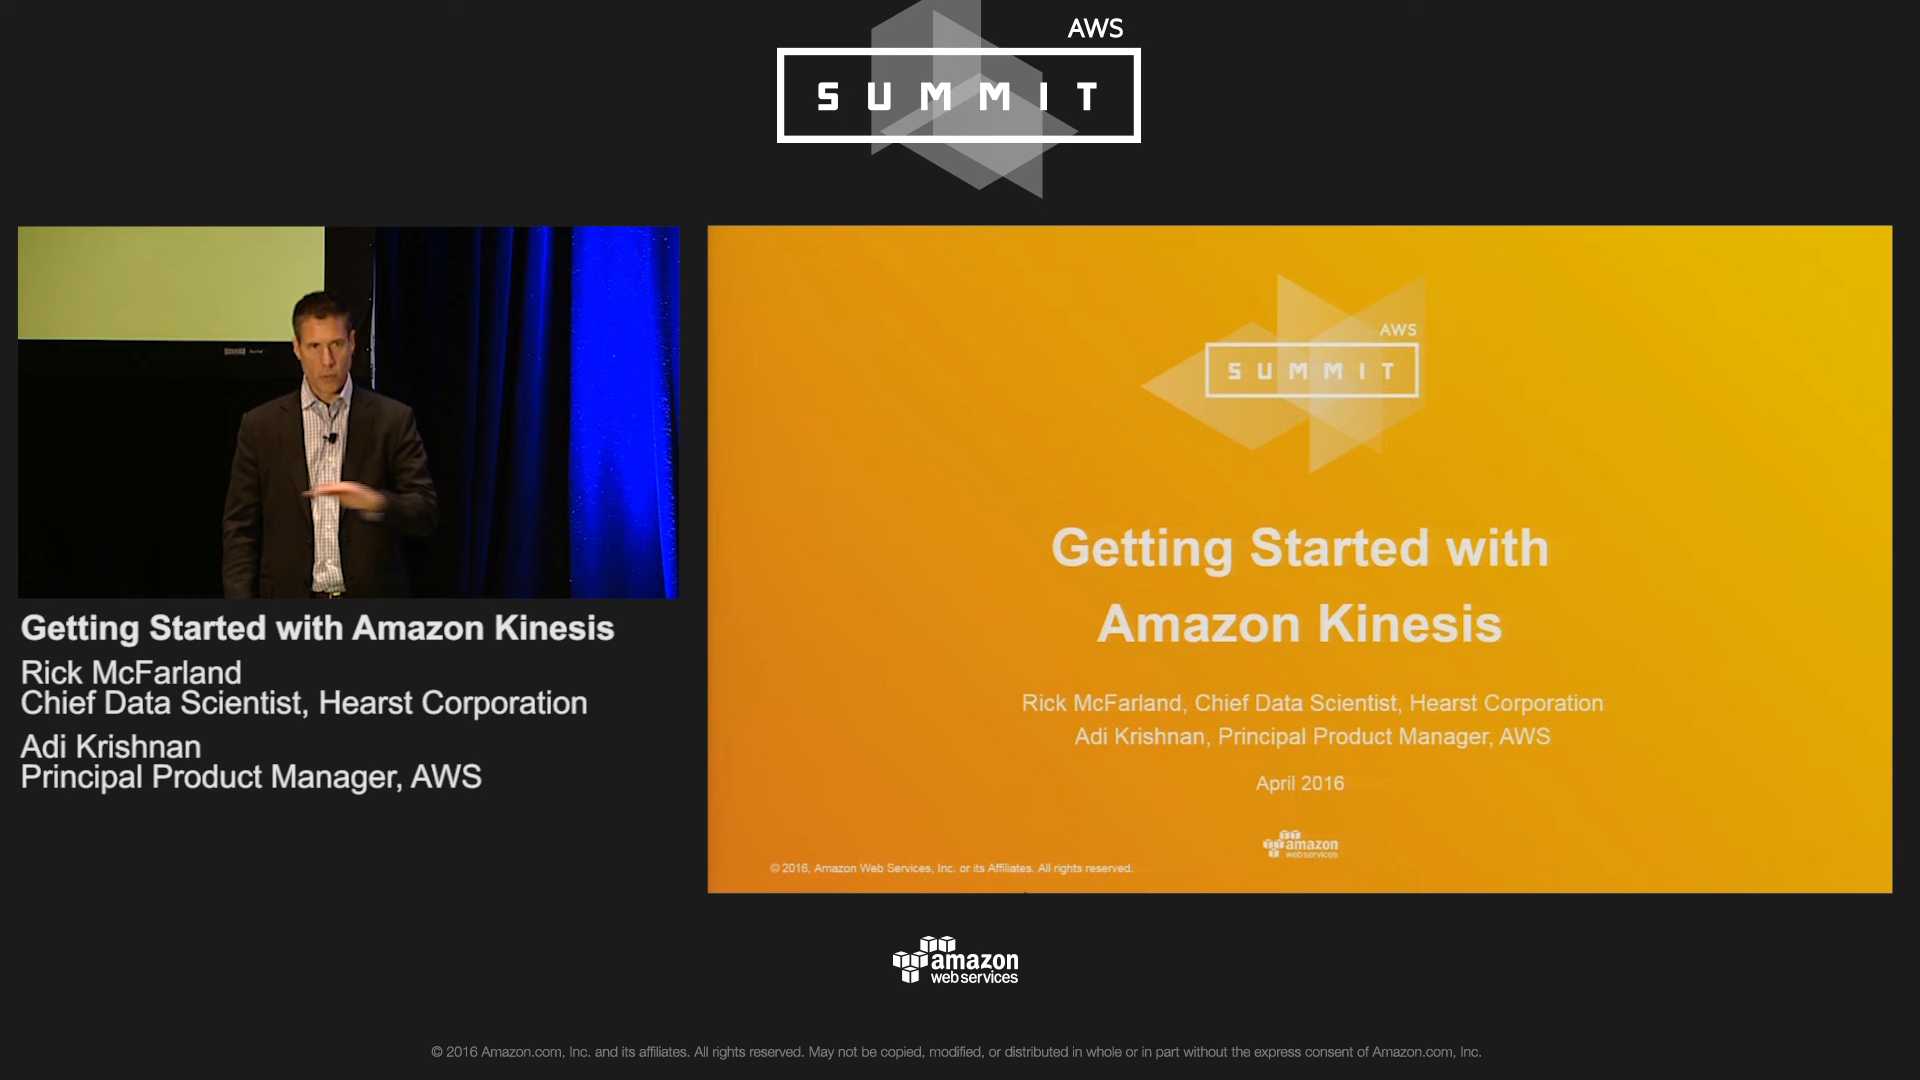 AWS
SUMMIT
Getting Started with Amazon Kinesis
Rick McFarland
Chief Data Scientist, Hearst Corporation
Adi Krishnan
Principal Product Manager, AWS
AWS
SUMMIT
Getting Started with
Amazon Kinesis
Rick McFarland, Chief Data Scientist, Hearst Corporation
Adi Krishnan, Principal Product Manager, AWS
April 2016
amazon
web services
© 2016, Amazon Web Services, Inc. or its Affiliates. All rights reserved.
amazon
web services
© 2016 Amazon.com, Inc. and its affiliates. All rights reserved. May not be copied, modified, or distributed in whole or in part without the express consent of Amazon.com, Inc.